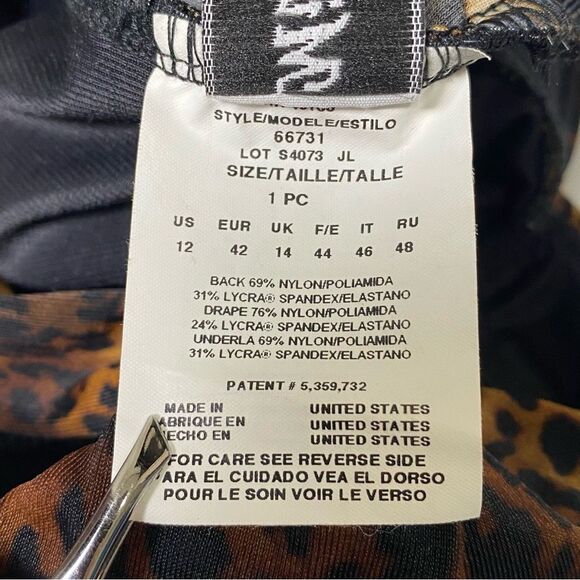 STYLE/MODELE/ESTILO
66731
LOT S4073 JL
SIZE/TAILLE/TALLE
1 PC
US EUR UK F/E IT RU
12 42 14 44 46 48
BACK 69% NYLON/POLIAMIDA
31% LYCRA® SPANDEX/ELASTANO
DRAPE 76% NYLON/POLIAMIDA
24% LYCRA® SPANDEX/ELASTANO
UNDERLA 69% NYLON/POLIAMIDA
31% LYCRA® SPANDEX/ELASTANO
PATENT # 5,359,732
MADE IN UNITED STATES
ABRIQUE EN UNITED STATES
ECHO EN UNITED STATES
FOR CARE SEE REVERSE SIDE
ARA EL CUIDADO VEA EL DORSO
POUR LE SOIN VOIR LE VERSO